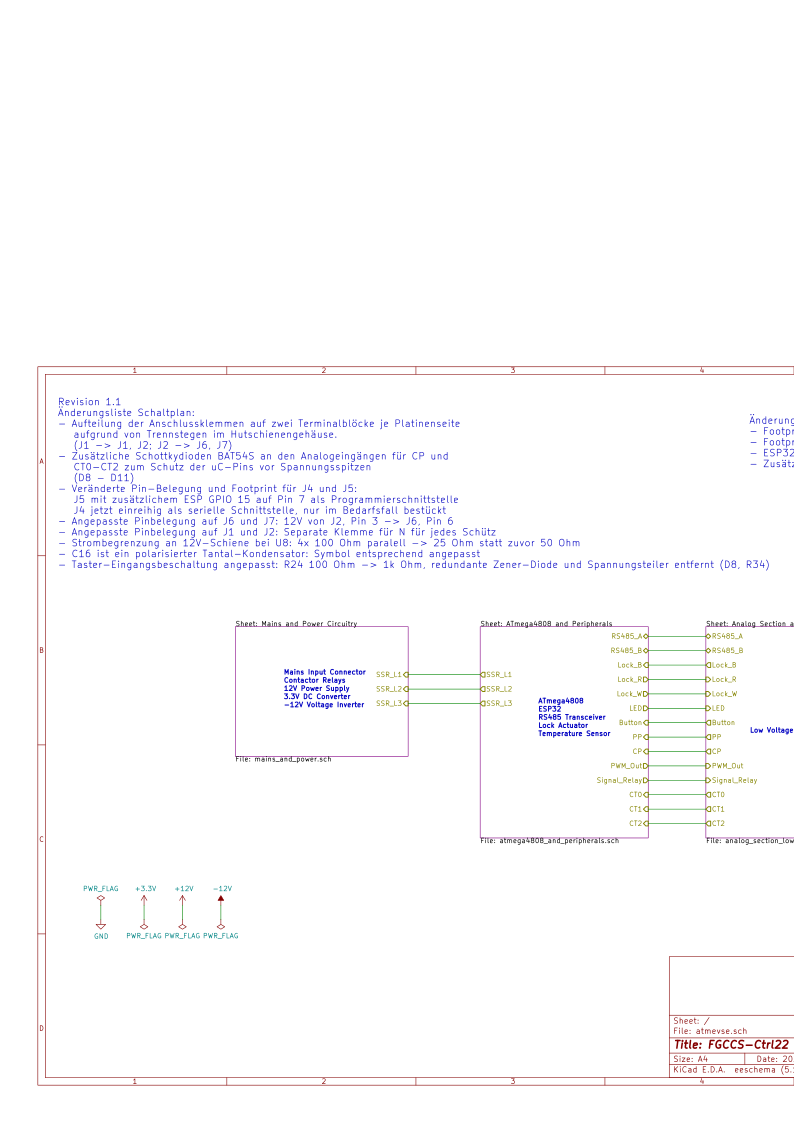 1 2 3 4
Revision 1.1
Änderungsliste Schaltplan:
– Aufteilung der Anschlussklemmen auf zwei Terminalblöcke je Platinenseite
aufgrund von Trennstegen im Hutschienengehäuse.
(J1 –> J1, J2; J2 –> J6, J7)
– Zusätzliche Schottkydioden BAT54S an den Analogeingängen für CP und
CT0–CT2 zum Schutz der uC–Pins vor Spannungsspitzen
(D8 – D11)
– Veränderte Pin–Belegung und Footprint für J4 und J5:
J5 mit zusätzlichem ESP GPIO 15 auf Pin 7 als Programmierschnittstelle
J4 jetzt einreihig als serielle Schnittstelle, nur im Bedarfsfall bestückt
– Angepasste Pinbelegung auf J6 und J7: 12V von J2, Pin 3 –> J6, Pin 6
– Angepasste Pinbelegung auf J1 und J2: Separate Klemme für N für jedes Schütz
– Strombegrenzung an 12V–Schiene bei U8: 4x 100 Ohm paralell –> 25 Ohm statt zuvor 50 Ohm
– C16 ist ein polarisierter Tantal–Kondensator: Symbol entsprechend angepasst
– Taster–Eingangsbeschaltung angepasst: R24 100 Ohm –> 1k Ohm, redundante Zener–Diode und Spannungsteiler entfernt (D8, R34)
Änderung
– Footpr
– Footpr
– ESP32
– Zusätz
A
B
C
D
Sheet: Mains and Power Circuitry
Mains Input Connector
Contactor Relays
12V Power Supply
3.3V DC Converter
–12V Voltage Inverter
SSR_L1
SSR_L2
SSR_L3
File: mains_and_power.sch
Sheet: ATmega4808 and Peripherals
SSR_L1
SSR_L2
SSR_L3
ATmega4808
ESP32
RS485 Transceiver
Lock Actuator
Temperature Sensor
RS485_A
RS485_B
Lock_B
Lock_R
Lock_W
LED
Button
PP
CP
PWM_Out
Signal_Relay
CT0
CT1
CT2
File: atmega4808_and_peripherals.sch
Sheet: Analog Section a
RS485_A
RS485_B
Lock_B
Lock_R
Lock_W
LED
Button
PP
CP
PWM_Out
Signal_Relay
CT0
CT1
CT2
Low Voltage
File: analog_section_low
PWR_FLAG +3.3V +12V –12V
GND PWR_FLAG PWR_FLAG PWR_FLAG
Sheet: /
File: atmevse.sch
Title: FGCCS–Ctrl22
Size: A4 Date: 20
KiCad E.D.A. eeschema (5.
1 2 3 4